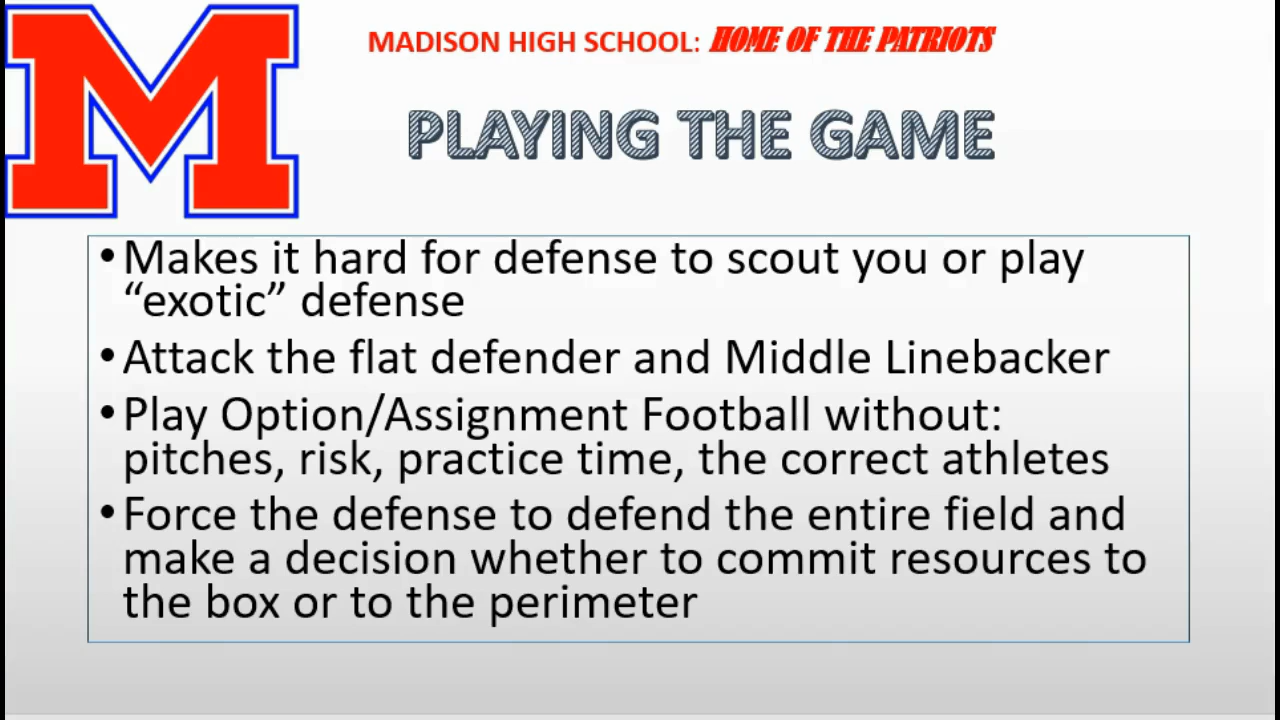 M
MADISON HIGH SCHOOL: HOME OF THE PATRIOTS
PLAYING THE GAME
•Makes it hard for defense to scout you or play
“exotic” defense
•Attack the flat defender and Middle Linebacker
•Play Option/Assignment Football without:
pitches, risk, practice time, the correct athletes
•Force the defense to defend the entire field and
make a decision whether to commit resources to
the box or to the perimeter